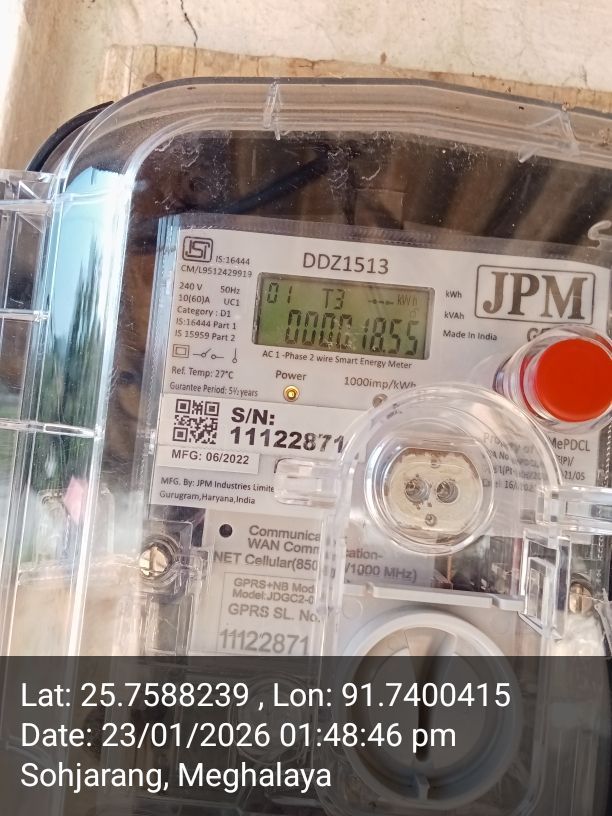 IS:16444
CM/L9512429919
DDZ1513
240 V 50Hz
10(60)A UC1
Category : D1
IS:16444 Part 1
IS 15959 Part 2
01 T3 kWh
00001855
kWh
kVAh
JPM
Made In India
AC 1-Phase 2 wire Smart Energy Meter
Ref. Temp: 27°C
Gurantee Period: 5½ years
Power
1000imp/kWh
S/N:
11122871
MFG: 06/2022
MFG. By: JPM Industries Limite
Gurugram,Haryana,India
Property of
MePDCL
WAN
NET Cellular(850
/1000 MHz)
GPRS+NB
GPRS SL. No.
11122871
Lat: 25.7588239 , Lon: 91.7400415
Date: 23/01/2026 01:48:46 pm
Sohjarang, Meghalaya